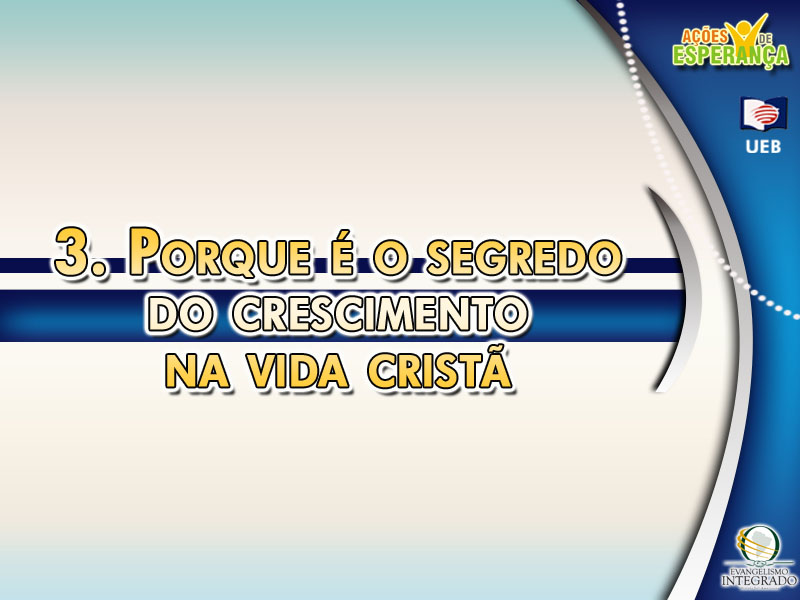 AÇÕES DE
ESPERANÇA
UEB
3. PORQUE É O SEGREDO
DO CRESCIMENTO
NA VIDA CRISTÃ
EVANGELISMO
INTEGRADO